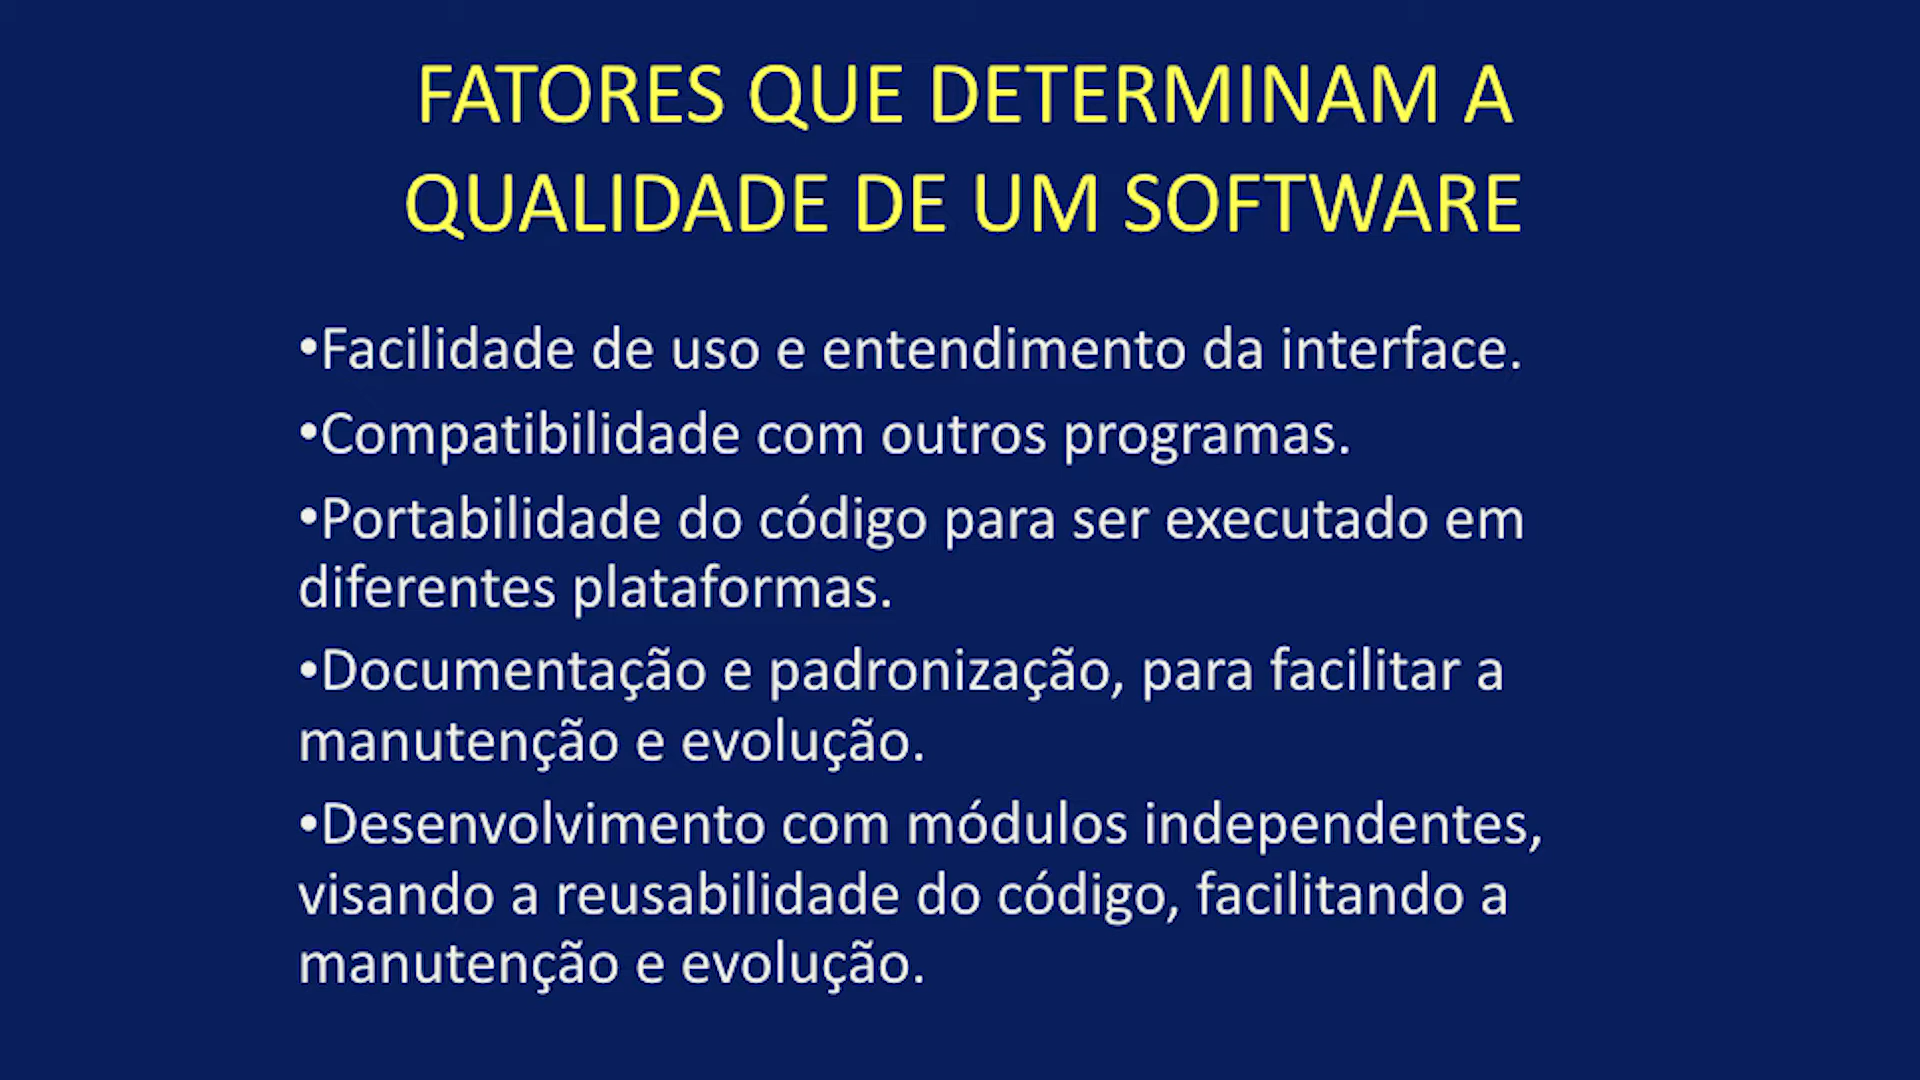 FATORES QUE DETERMINAM A
QUALIDADE DE UM SOFTWARE
•Facilidade de uso e entendimento da interface.
•Compatibilidade com outros programas.
•Portabilidade do código para ser executado em
diferentes plataformas.
•Documentação e padronização, para facilitar a
manutenção e evolução.
•Desenvolvimento com módulos independentes,
visando a reusabilidade do código, facilitando a
manutenção e evolução.